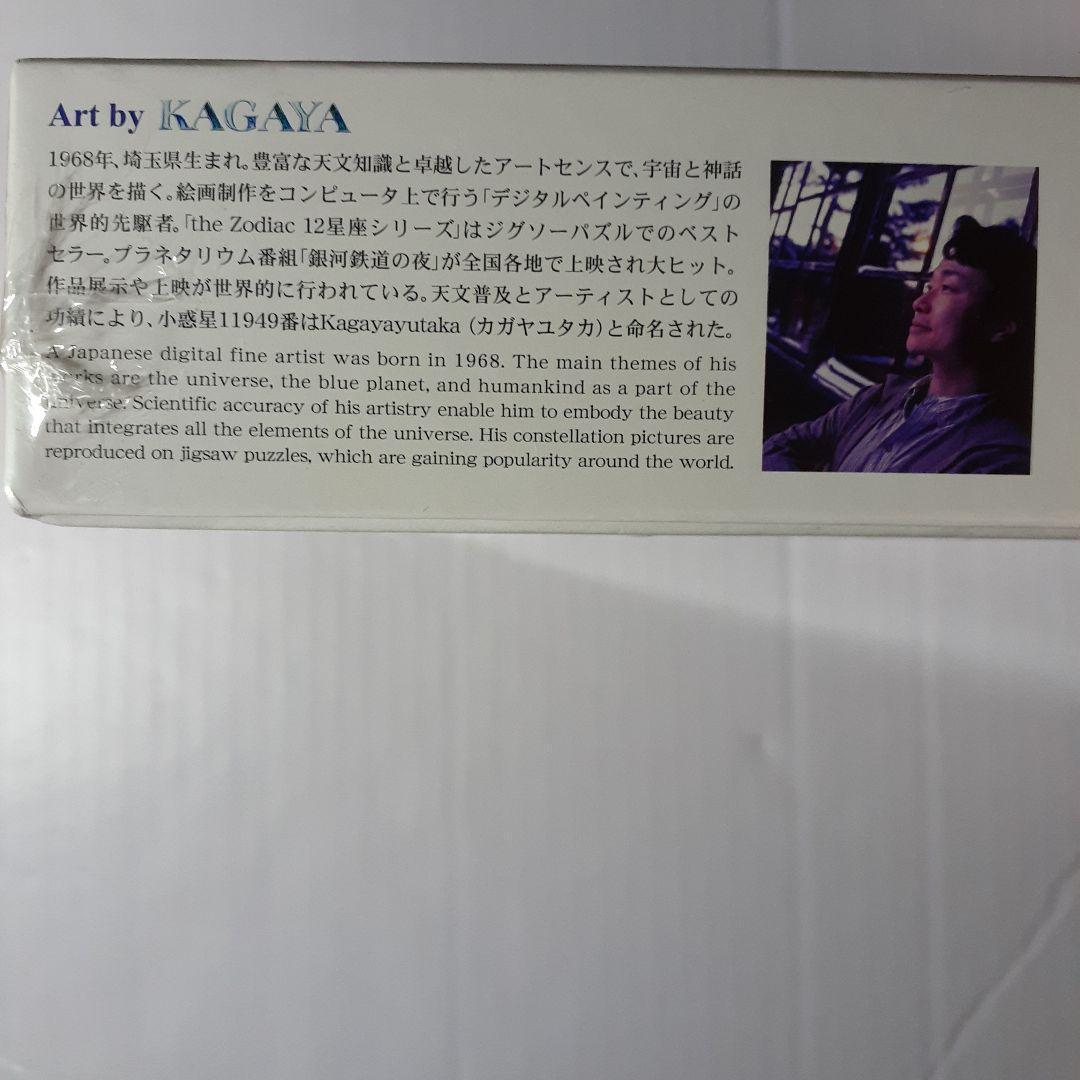 Art by KAGAYA
1968年、埼玉県生まれ。豊富な天文知識と卓越したアートセンスで、宇宙と神話
の世界を描く。絵画制作をコンピュータ上で行う「デジタルペインティング」の
世界的先駆者。「the Zodiac 12星座シリーズ」はジグソーパズルでのベスト
セラー。プラネタリウム番組「銀河鉄道の夜」が全国各地で上映され大ヒット。
作品展示や上映が世界的に行われている。天文普及とアーティストとしての
功績により、小惑星11949番はKagayayutaka（カガヤユタカ）と命名された。
A Japanese digital fine artist was born in 1968. The main themes of his
works are the universe, the blue planet, and humankind as a part of the
universe. Scientific accuracy of his artistry enable him to embody the beauty
that integrates all the elements of the universe. His constellation pictures are
reproduced on jigsaw puzzles, which are gaining popularity around the world.